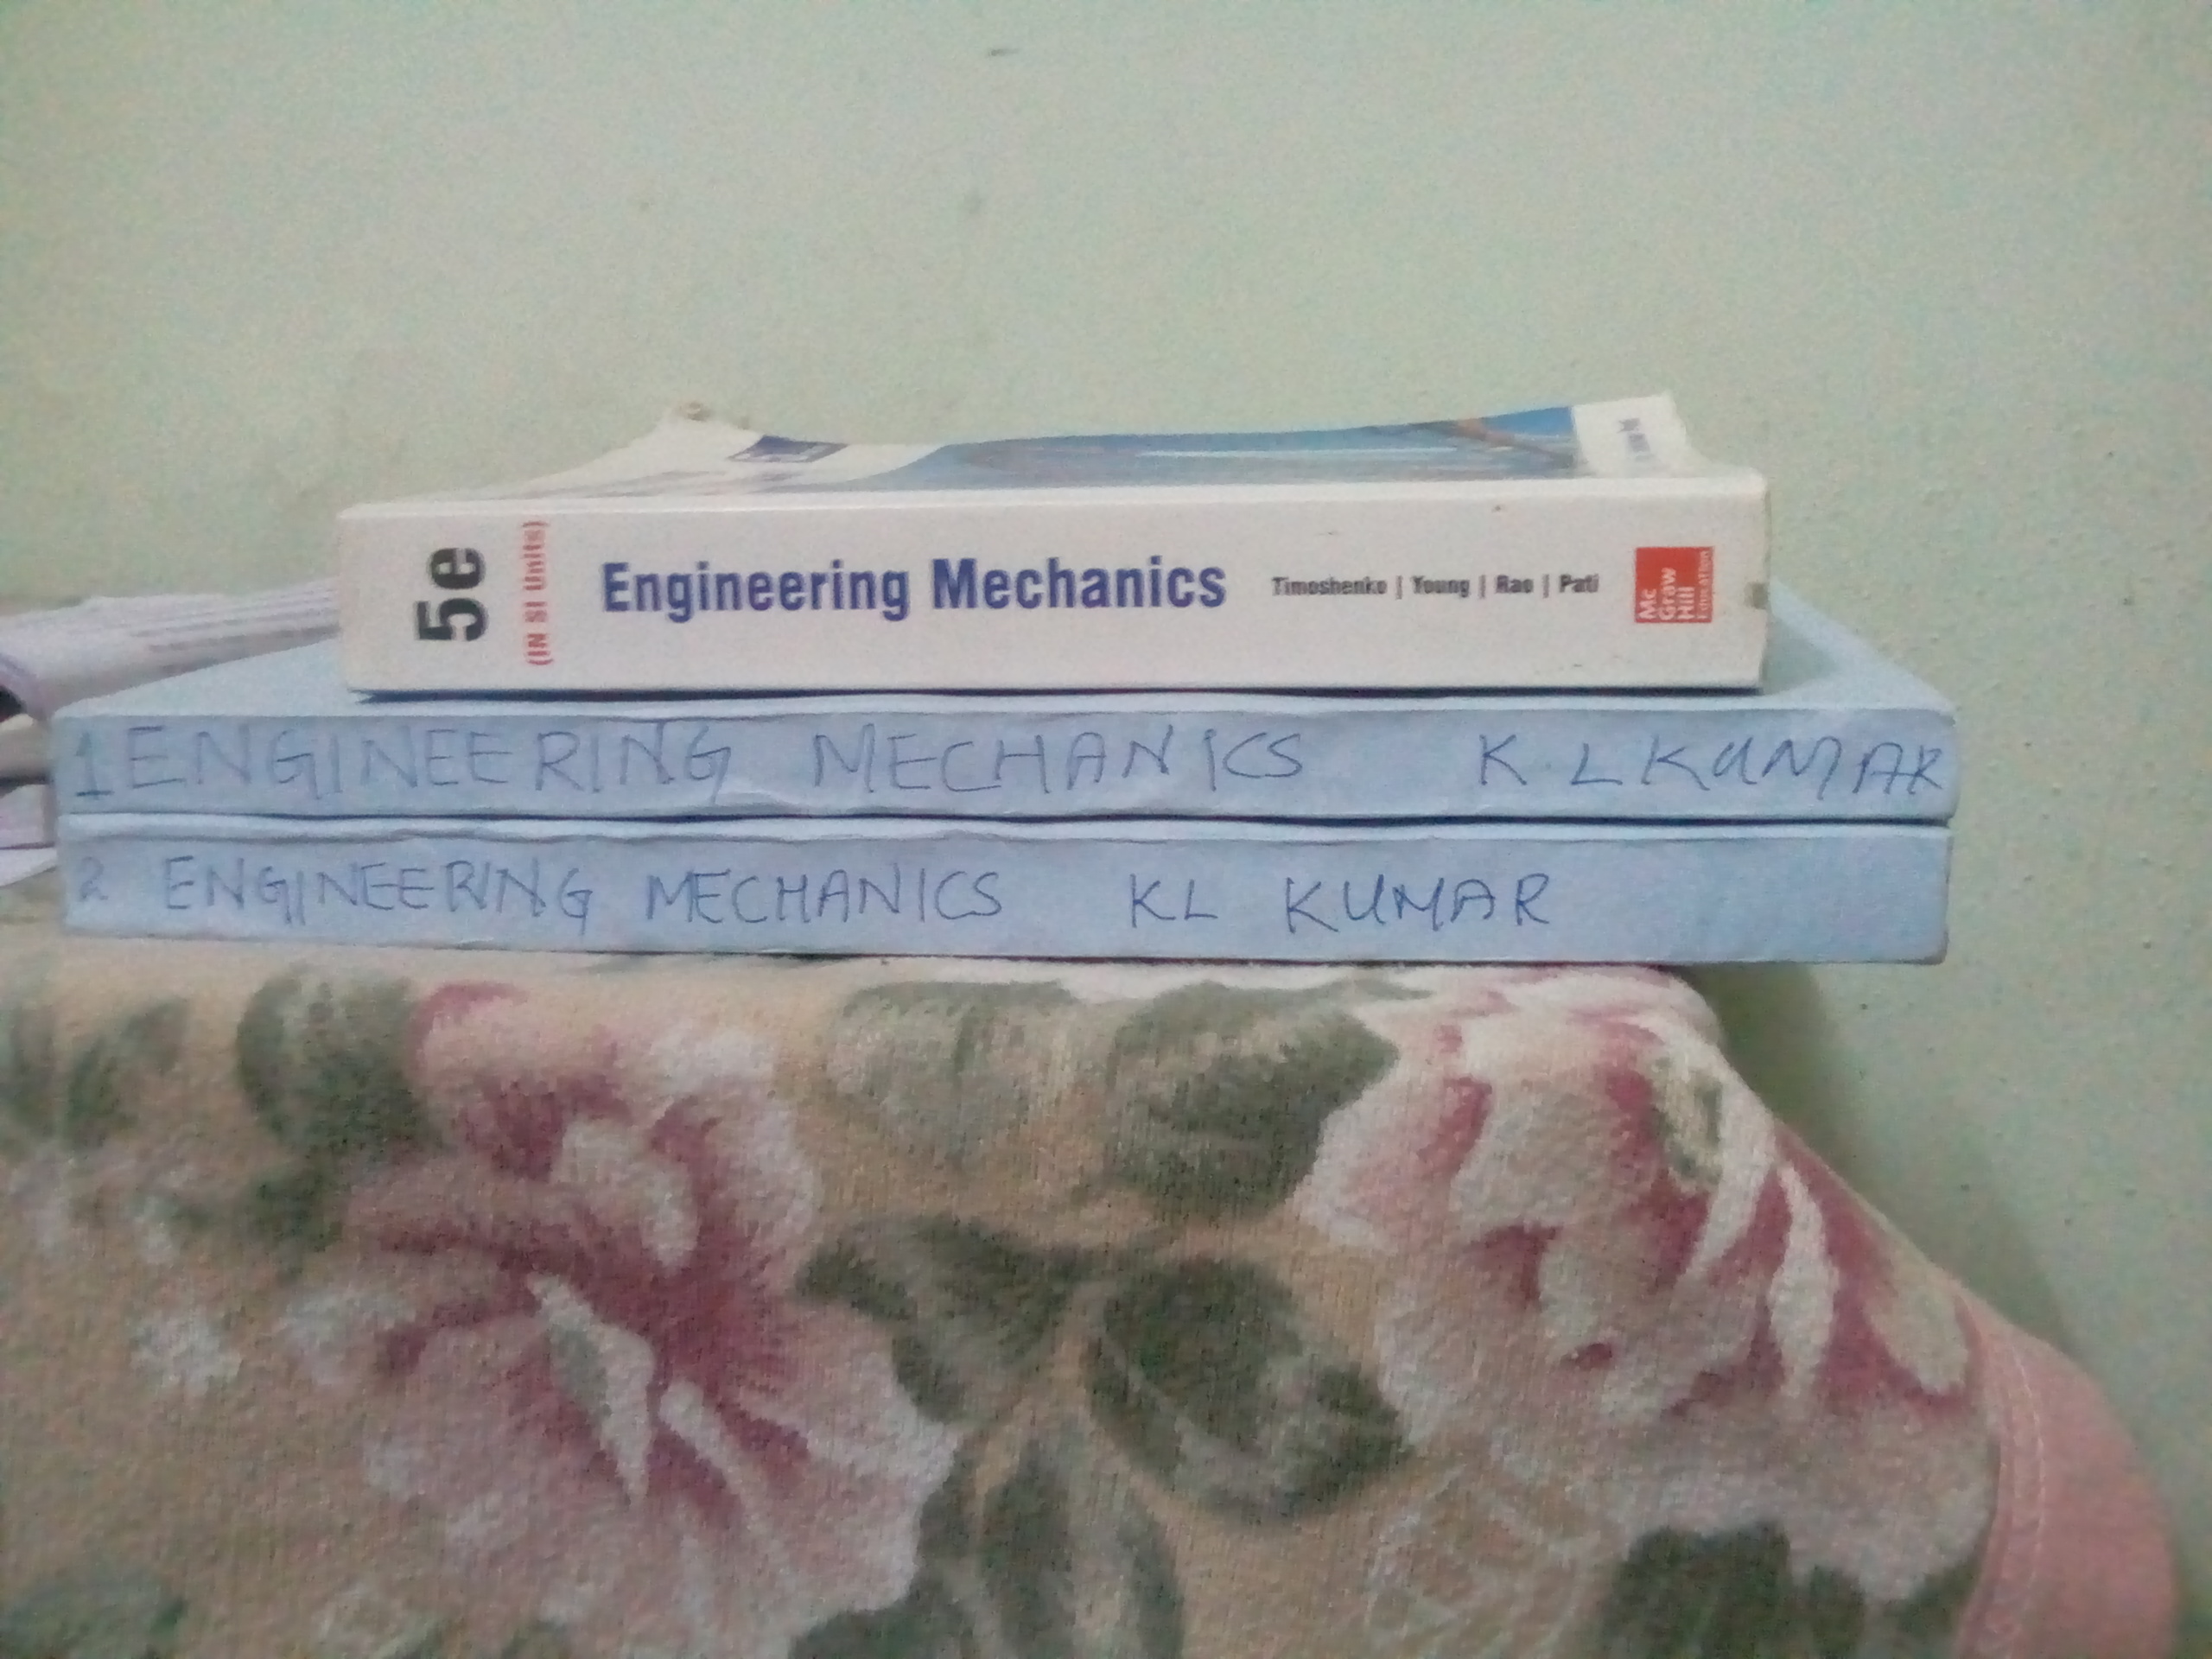 5e
(IN SI Units)
Engineering Mechanics
Timoshenko | Young | Rao | Pati
Mc
Graw
Hill
Education
1 ENGINEERING MECHANICS K. L KUMAR
2 ENGINEERING MECHANICS KL KUMAR